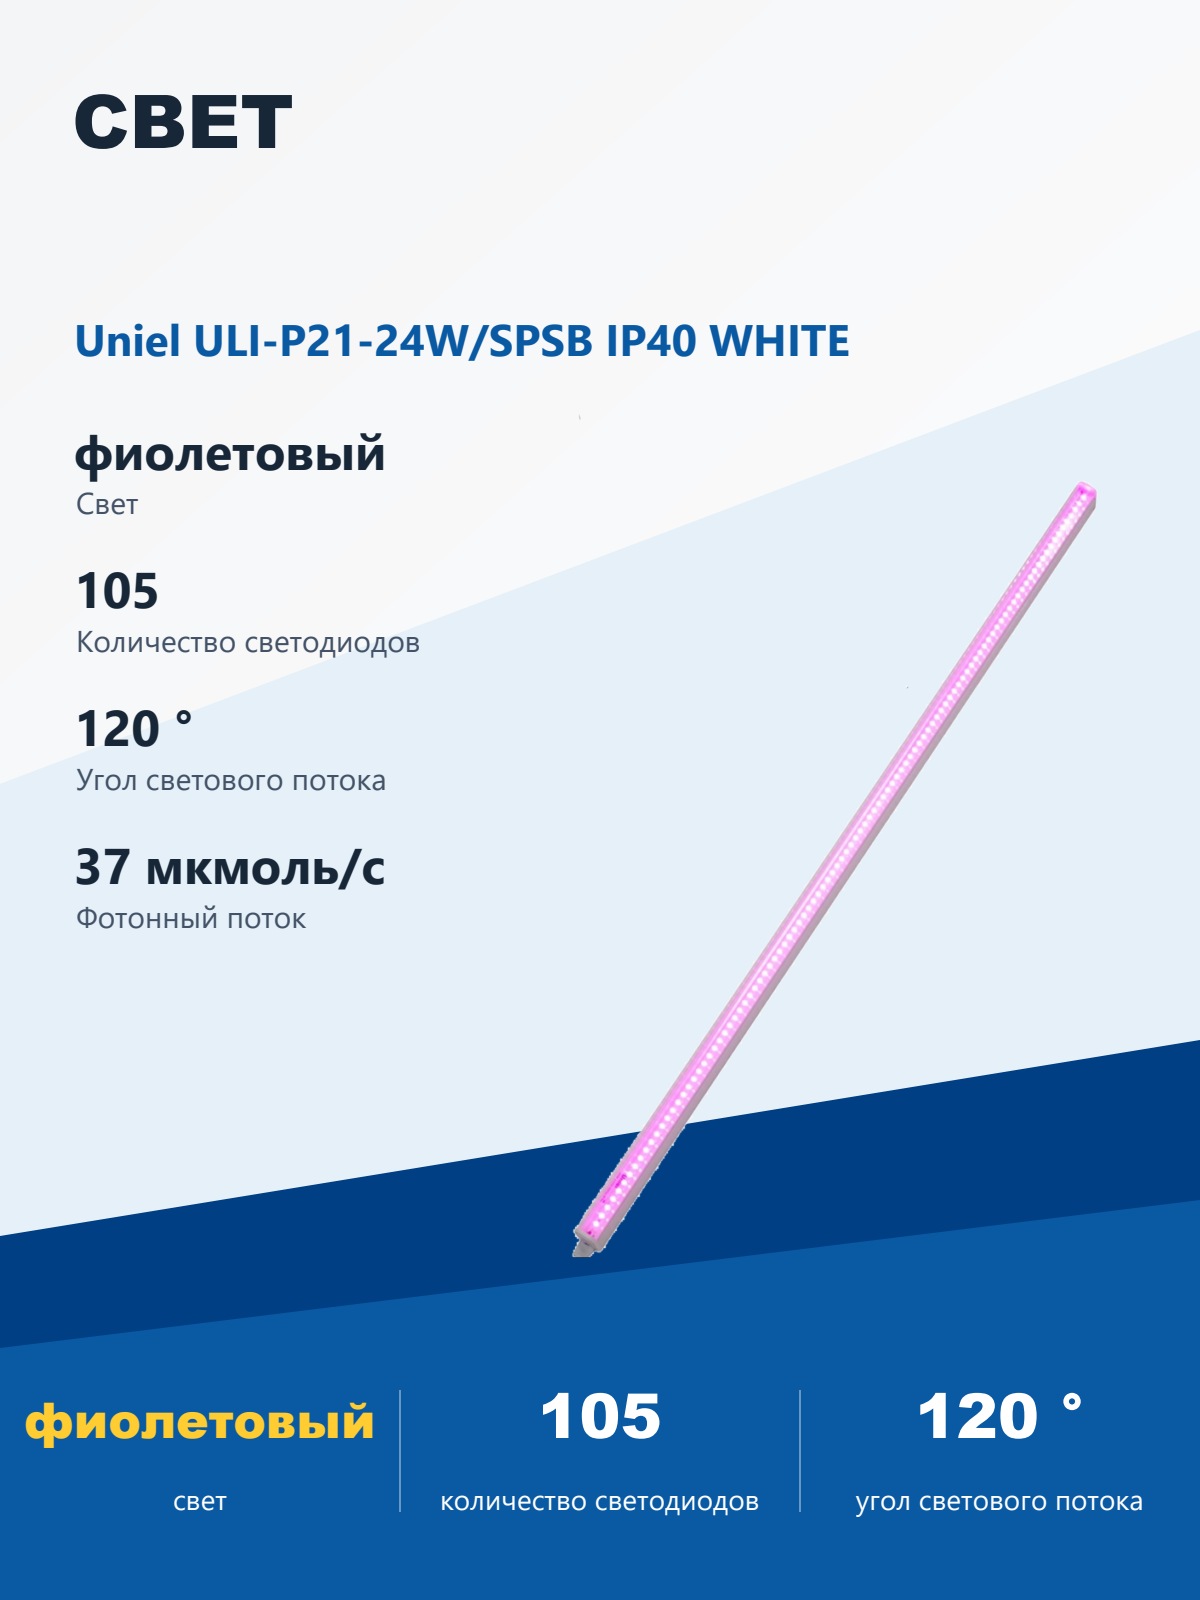 СВЕТ
Uniel ULI-P21-24W/SPSB IP40 WHITE
фиолетовый
Свет
105
Количество светодиодов
120 °
Угол светового потока
37 мкмоль/с
Фотонный поток
фиолетовый
свет
105
количество светодиодов
120 °
угол светового потока